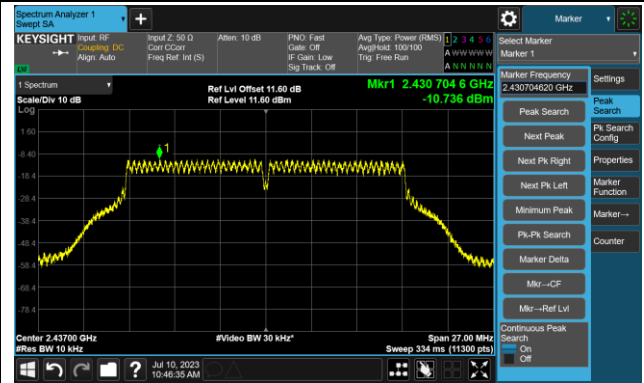 Spectrum Analyzer 1
Swept SA
Marker
KEYSIGHT Input: RF
Coupling: DC
Align: Auto
Input Z: 50 Ω
Corr CCorr
Freq Ref: Int (S)
Atten: 10 dB
PNO: Fast
Gate: Off
IF Gain: Low
Sig Track: Off
Avg Type: Power (RMS)
Avg|Hold: 100/100
Trig: Free Run
1 2 3 4 5 6
A W W W W W
A N N N N N
Select Marker
Marker 1
1 Spectrum
Scale/Div 10 dB
Log
Ref Lvl Offset 11.60 dB
Ref Level 11.60 dBm
Mkr1 2.430 704 6 GHz
-10.736 dBm
1.60
-8.40
-18.4
-28.4
-38.4
-48.4
-58.4
-68.4
-78.4
1
Center 2.43700 GHz
#Res BW 10 kHz
#Video BW 30 kHz*
Span 27.00 MHz
Sweep 334 ms (11300 pts)
Marker Frequency
2.430704620 GHz
Peak Search
Next Peak
Next Pk Right
Next Pk Left
Minimum Peak
Pk-Pk Search
Marker Delta
Mkr→CF
Mkr→Ref Lvl
Continuous Peak
Search
On
Off
Settings
Peak
Search
Pk Search
Config
Properties
Marker
Function
Marker→
Counter
?
Jul 10, 2023
10:46:35 AM